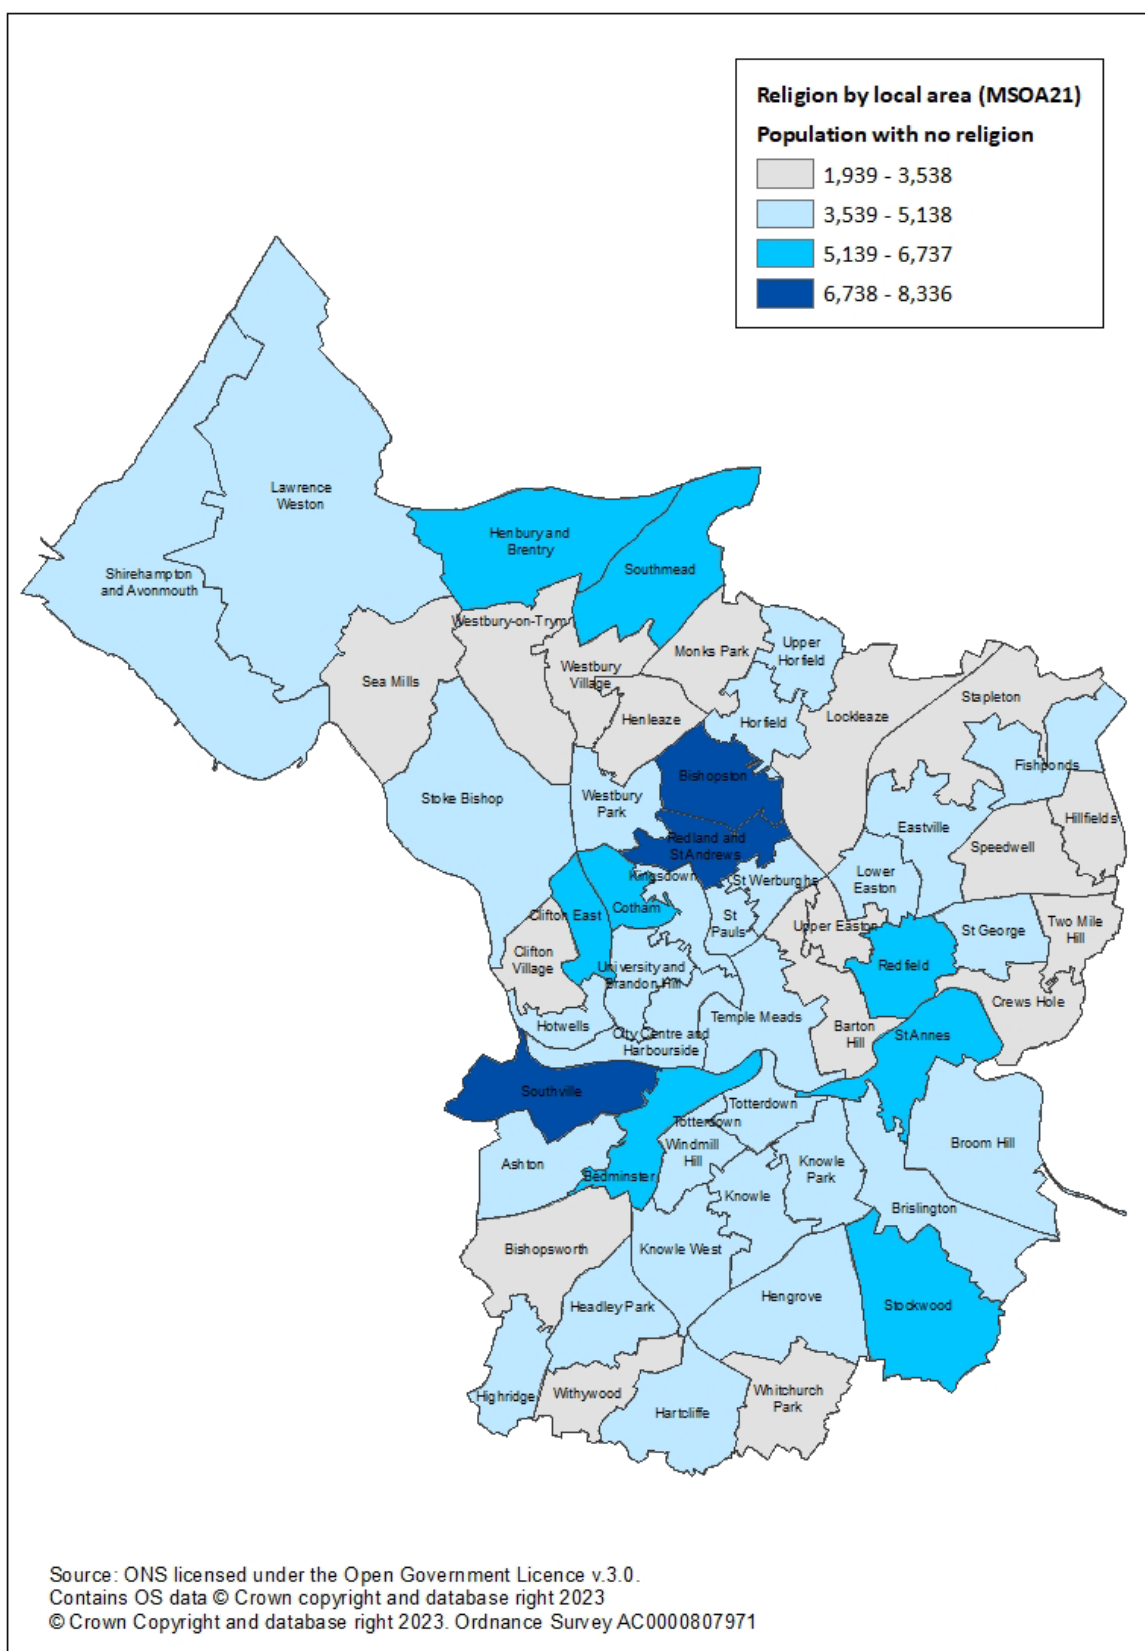 Religion by local area (MSOA21)
Population with no religion
1,939 - 3,538
3,539 - 5,138
5,139 - 6,737
6,738 - 8,336
Lawrence
Weston
Henbury and
Brentry
Southmead
Shirehampton
and Avonmouth
Westbury-on-Trym
Upper
Horfield
Monks Park
Westbury
Village
Sea Mills
Stapleton
Henleaze
Lockleaze
Horfield
Fishponds
Bishopston
Stoke Bishop
Westbury
Park
Hillfields
Eastville
Redland and
St Andrews
Speedwell
Kingsdown
St Werburghs
Lower
Easton
Cotham
Clifton East
St
Pauls
Upper Easton
St George
Two Mile
Hill
Clifton
Village
University and
Brandon Hill
Redfield
Crews Hole
Hotwells
City Centre and
Harbourside
Temple Meads
Barton
Hill
St Annes
Southville
Totterdown
Totterdown
Windmill
Hill
Broom Hill
Ashton
Knowle
Park
Bedminster
Knowle
Brislington
Bishopsworth
Knowle West
Headley Park
Hengrove
Stockwood
Highridge
Withywood
Whitchurch
Park
Hartcliffe
Source: ONS licensed under the Open Government Licence v.3.0.
Contains OS data © Crown copyright and database right 2023
© Crown Copyright and database right 2023. Ordnance Survey AC0000807971